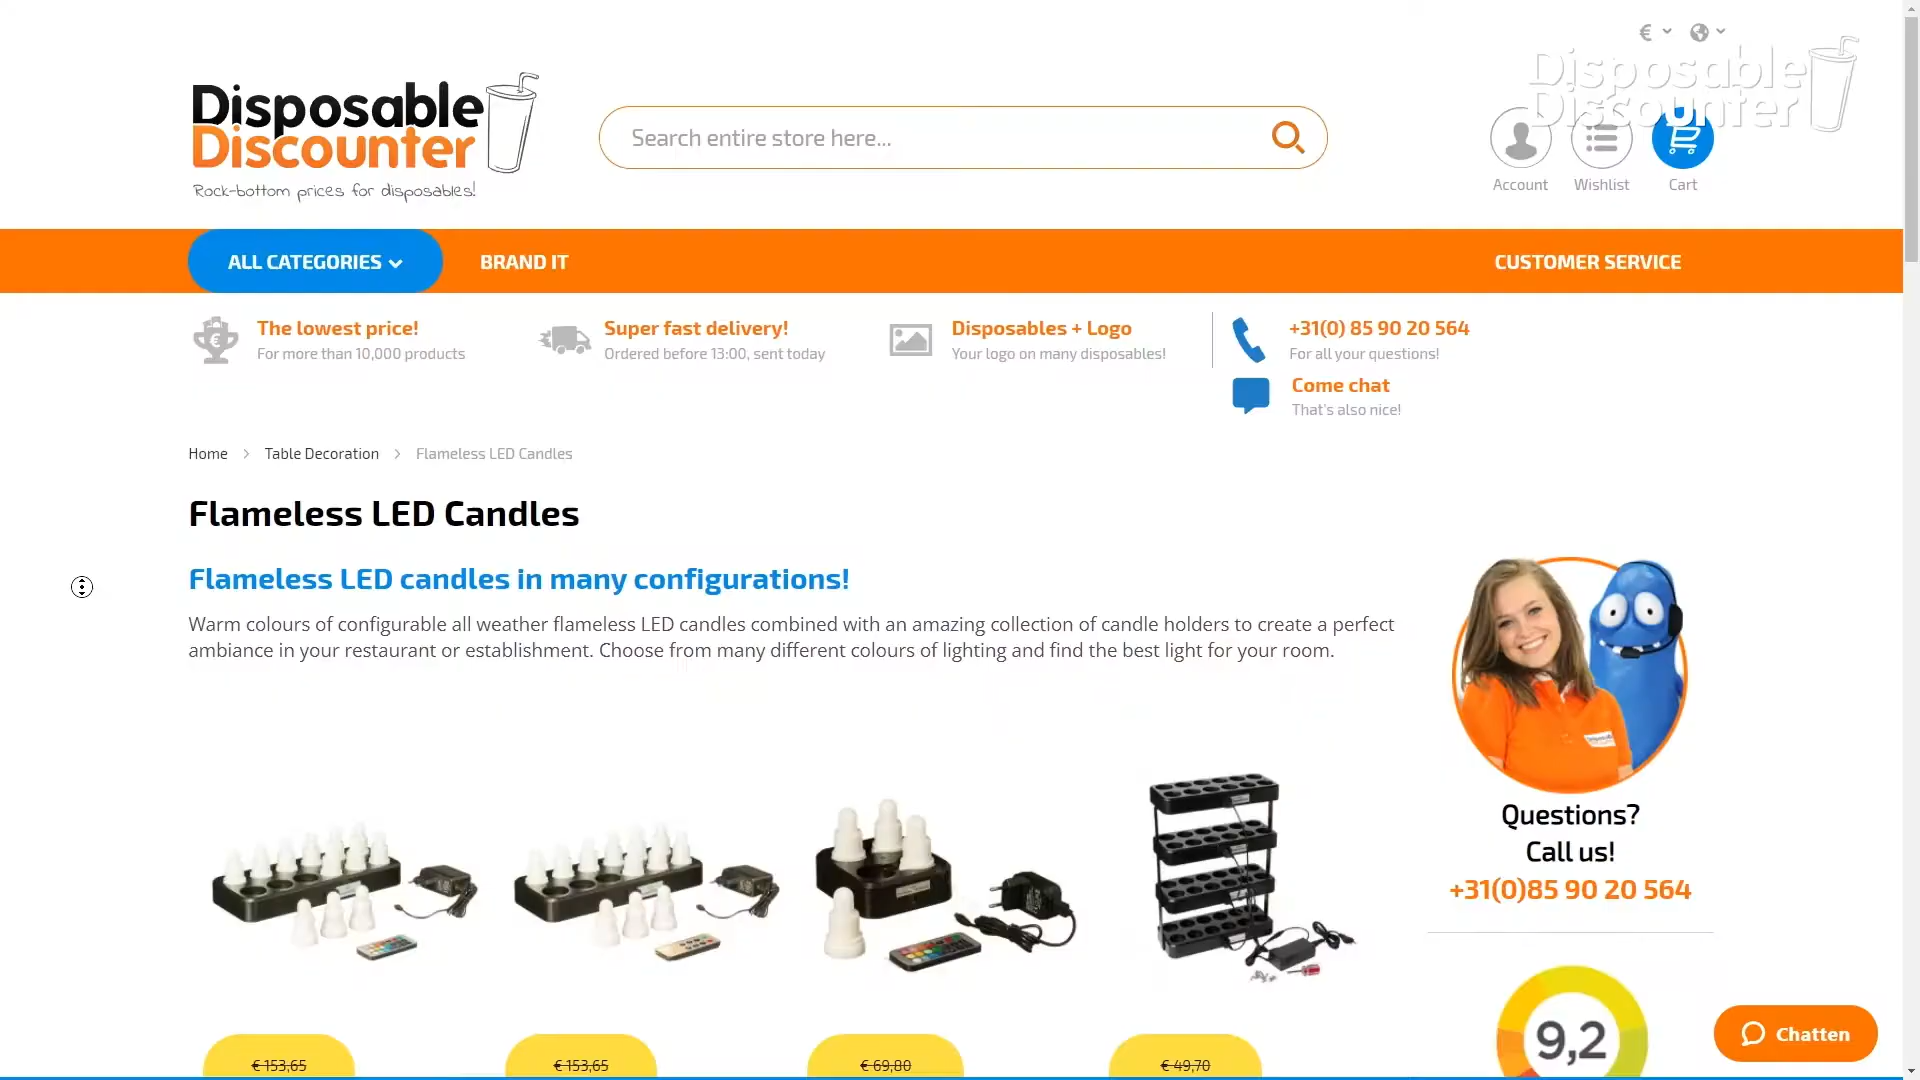 €
Disposable
Discounter
Disposable
Discounter
Rock-bottom prices for disposables!
Search entire store here...
Account
Wishlist
Cart
ALL CATEGORIES
BRAND IT
CUSTOMER SERVICE
The lowest price!
For more than 10,000 products
Super fast delivery!
Ordered before 13:00, sent today
Disposables + Logo
Your logo on many disposables!
+31(0) 85 90 20 564
For all your questions!
Come chat
That's also nice!
Home > Table Decoration > Flameless LED Candles
Flameless LED Candles
Flameless LED candles in many configurations!
Warm colours of configurable all weather flameless LED candles combined with an amazing collection of candle holders to create a perfect
ambiance in your restaurant or establishment. Choose from many different colours of lighting and find the best light for your room.
Questions?
Call us!
+31(0)85 90 20 564
9,2
Chatten
€ 153,65
€ 153,65
€ 69,80
€ 49,70